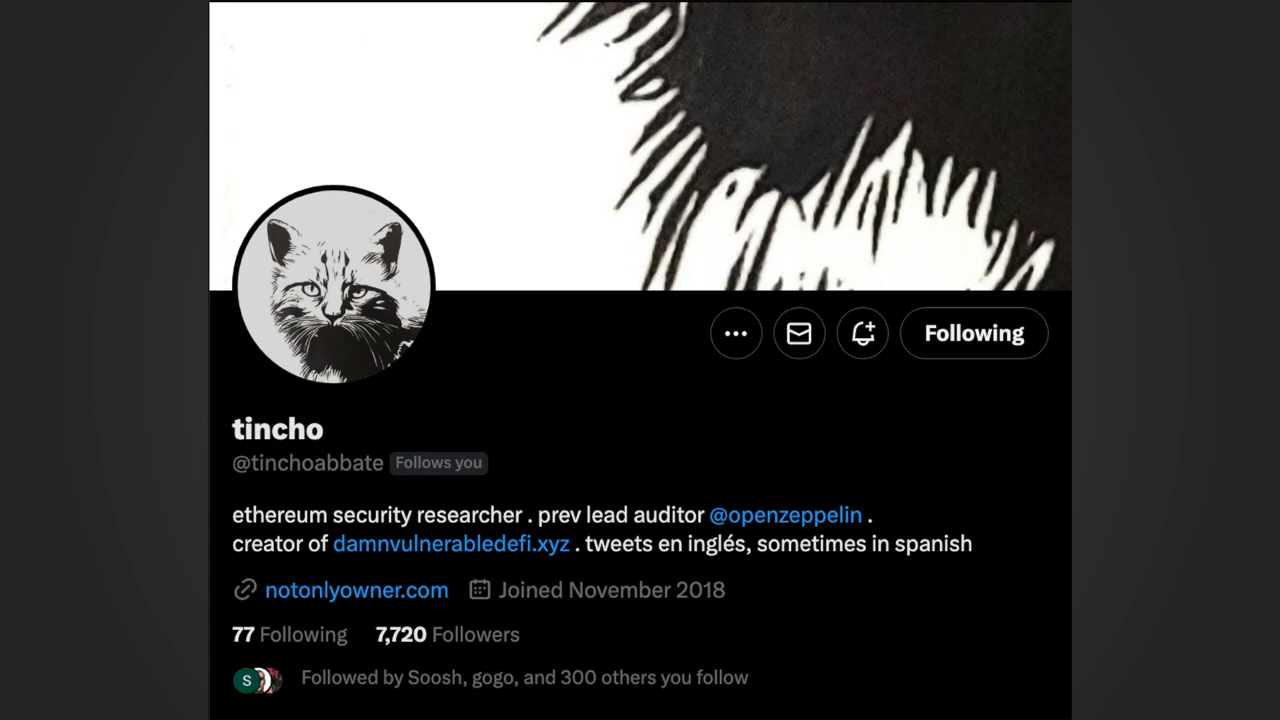 Following
tincho
@tinchoabbate Follows you
ethereum security researcher . prev lead auditor @openzeppelin .
creator of damnvulnerabledefi.xyz . tweets en inglés, sometimes in spanish
notonlyowner.com Joined November 2018
77 Following 7,720 Followers
S Followed by Soosh, gogo, and 300 others you follow